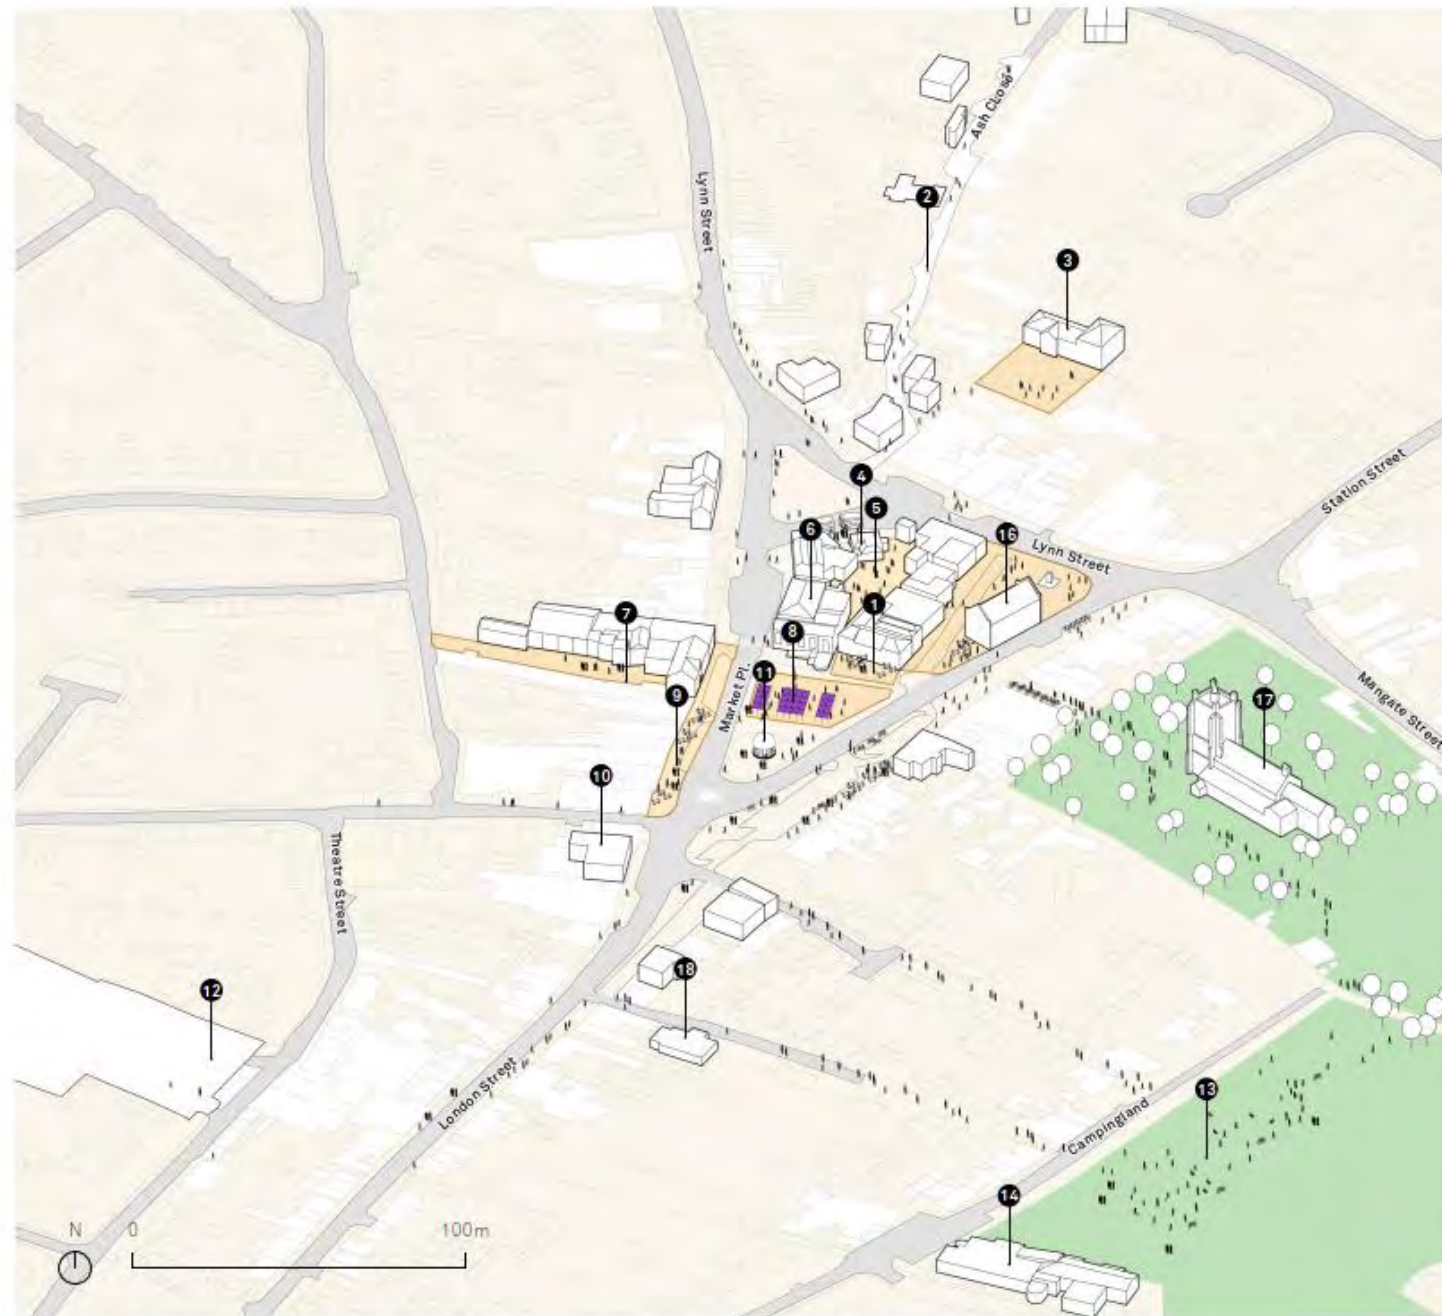 Ash Close
2
3
Lynn Street
4
5
6
16
Lynn Street
Station Street
1
7
8
11
9
Market Pl.
17
Mangate Street
10
Theatre Street
18
12
London Street
13
Campingland
14
N 0 100m